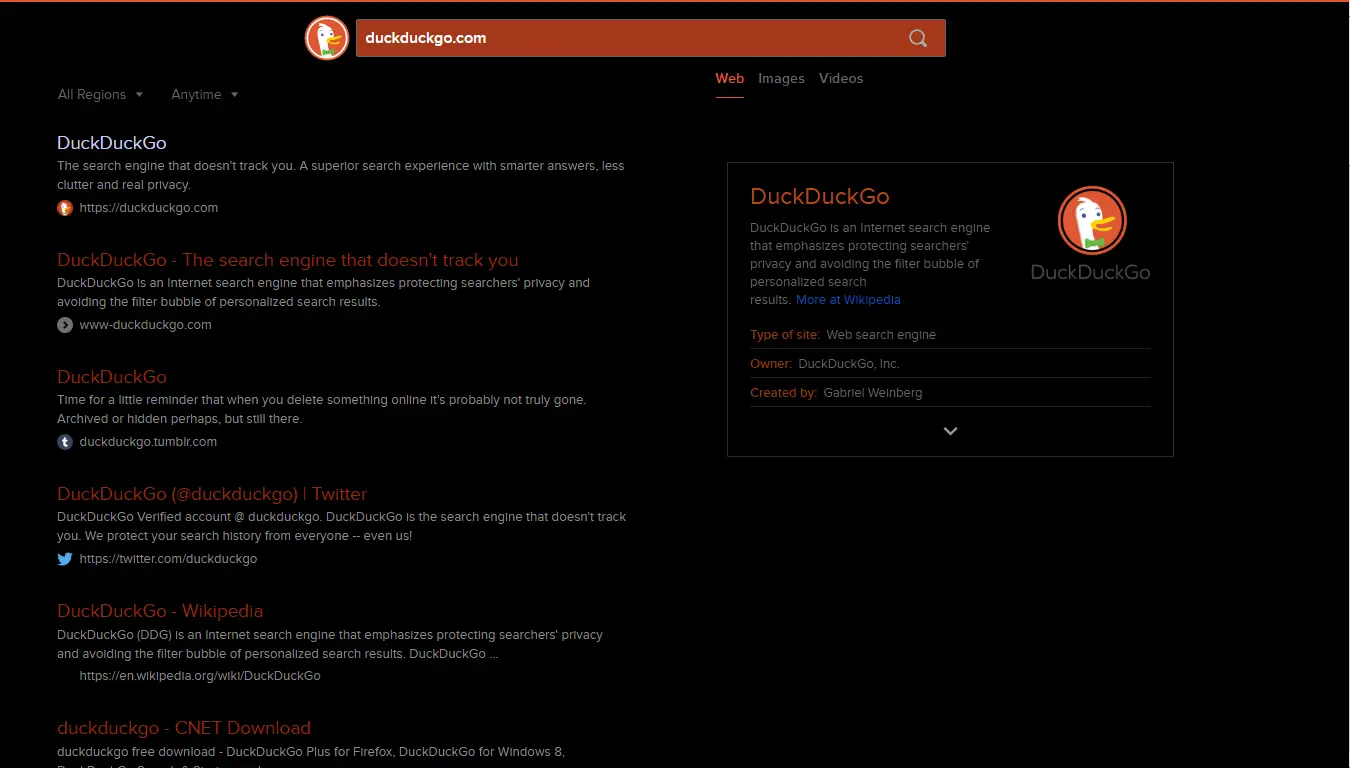 duckduckgo.com
Web Images Videos
All Regions Anytime
DuckDuckGo
The search engine that doesn't track you. A superior search experience with smarter answers, less
clutter and real privacy.
https://duckduckgo.com
DuckDuckGo - The search engine that doesn't track you
DuckDuckGo is an Internet search engine that emphasizes protecting searchers' privacy and
avoiding the filter bubble of personalized search results.
www-duckduckgo.com
DuckDuckGo
Time for a little reminder that when you delete something online it's probably not truly gone.
Archived or hidden perhaps, but still there.
duckduckgo.tumblr.com
DuckDuckGo (@duckduckgo) | Twitter
DuckDuckGo Verified account @ duckduckgo. DuckDuckGo is the search engine that doesn't track
you. We protect your search history from everyone -- even us!
https://twitter.com/duckduckgo
DuckDuckGo - Wikipedia
DuckDuckGo (DDG) is an Internet search engine that emphasizes protecting searchers' privacy
and avoiding the filter bubble of personalized search results. DuckDuckGo ...
https://en.wikipedia.org/wiki/DuckDuckGo
duckduckgo - CNET Download
duckduckgo free download - DuckDuckGo Plus for Firefox, DuckDuckGo for Windows 8,
DuckDuckGo
DuckDuckGo is an Internet search engine
that emphasizes protecting searchers'
privacy and avoiding the filter bubble of
personalized search
results. More at Wikipedia
DuckDuckGo
Type of site: Web search engine
Owner: DuckDuckGo, Inc.
Created by: Gabriel Weinberg